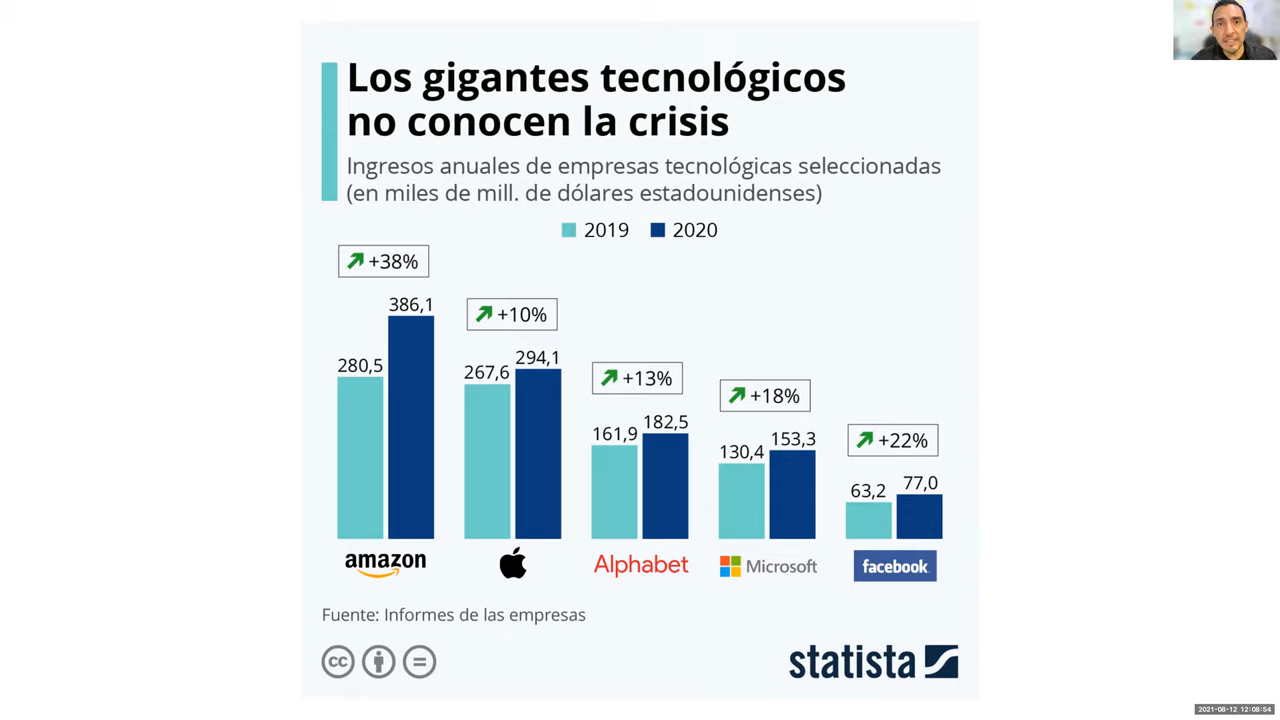 Los gigantes tecnológicos
no conocen la crisis
Ingresos anuales de empresas tecnológicas seleccionadas
(en miles de mill. de dólares estadounidenses)
2019 2020
+38%
386,1
280,5
+10%
294,1
267,6
+13%
182,5
161,9
+18%
153,3
130,4
+22%
77,0
63,2
amazon
Alphabet
Microsoft
facebook
Fuente: Informes de las empresas
cc
statista
2021-08-12 12:08:54